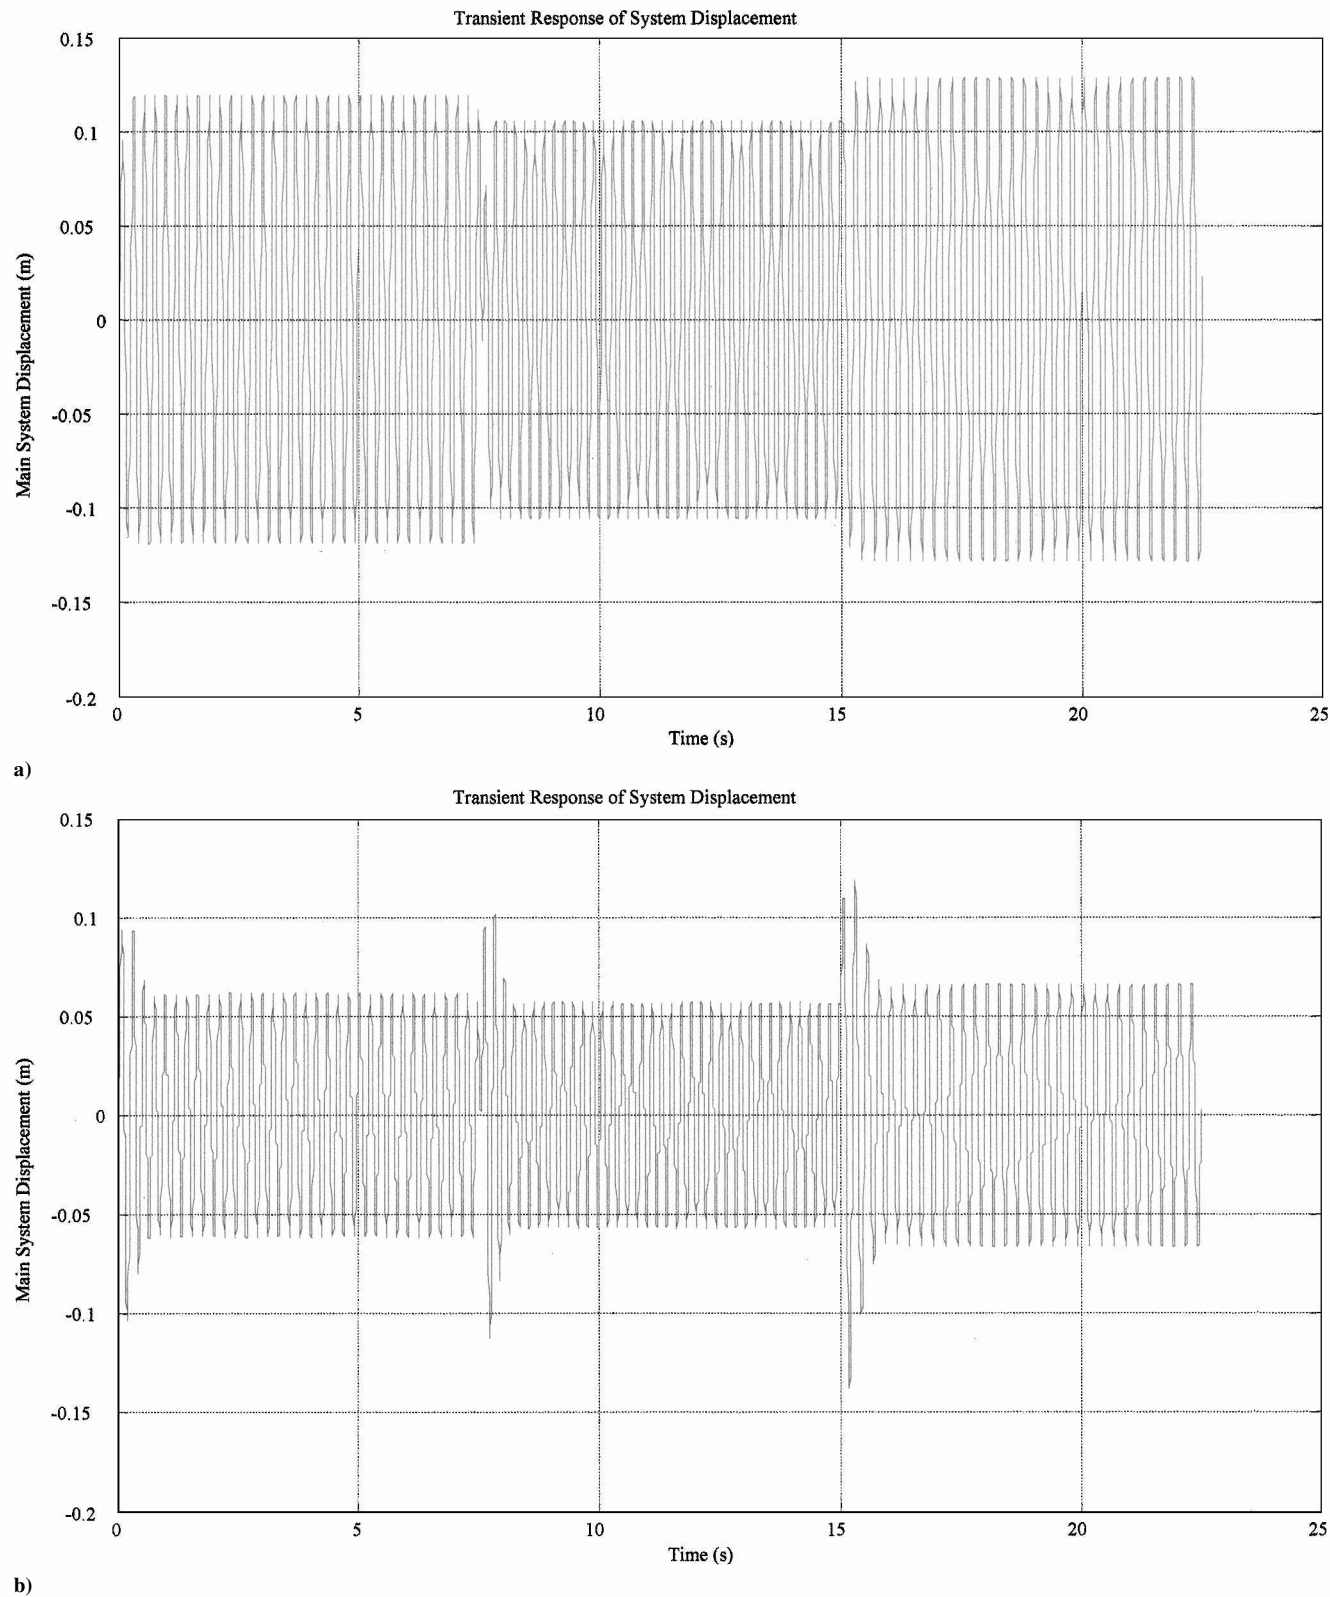 Transient Response of System Displacement
0.15
0.1
0.05
0
-0.05
-0.1
-0.15
-0.2
Main System Displacement (m)
0 5 10 15 20 25
Time (s)
a)
Transient Response of System Displacement
0.15
0.1
0.05
0
-0.05
-0.1
-0.15
-0.2
Main System Displacement (m)
0 5 10 15 20 25
Time (s)
b)